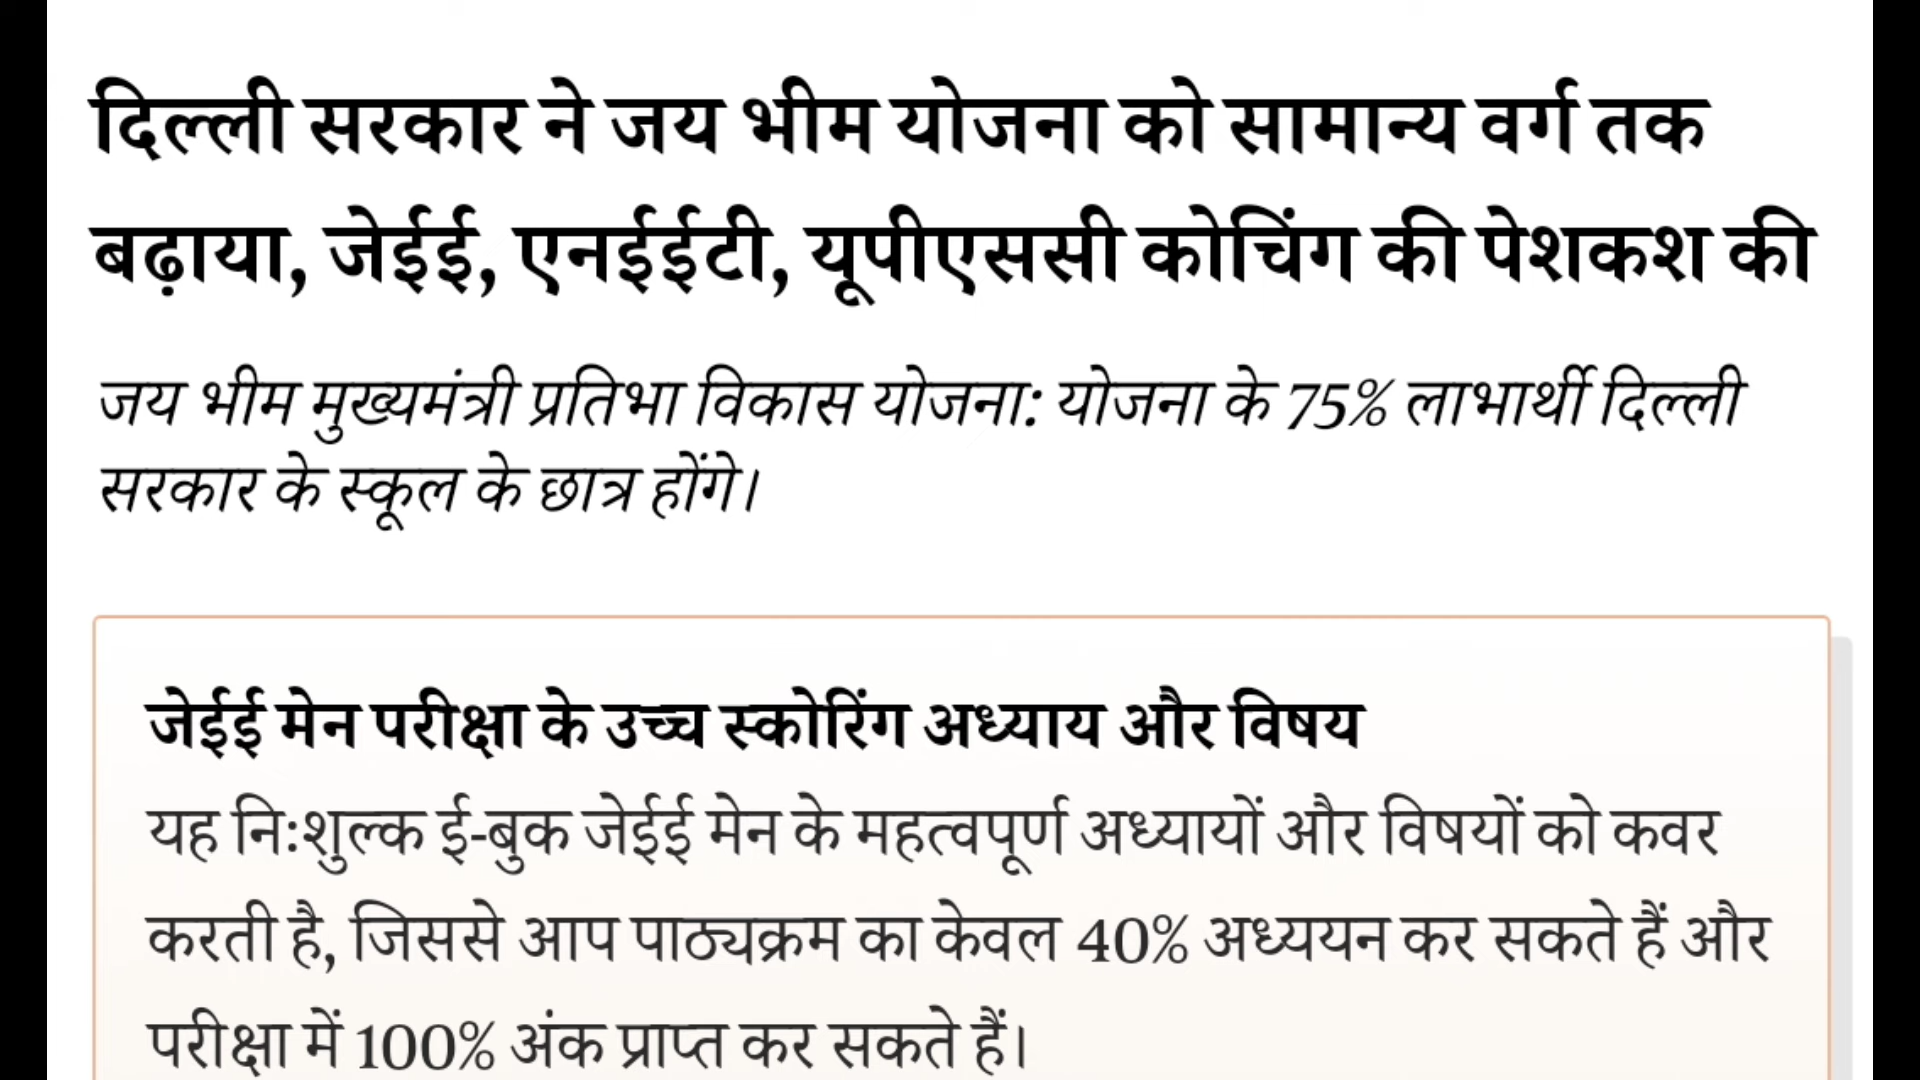 दिल्ली सरकार ने जय भीम योजना को सामान्य वर्ग तक
बढ़ाया, जेईई, एनईईटी, यूपीएससी कोचिंग की पेशकश की
जय भीम मुख्यमंत्री प्रतिभा विकास योजना: योजना के 75% लाभार्थी दिल्ली
सरकार के स्कूल के छात्र होंगे।
जेईई मेन परीक्षा के उच्च स्कोरिंग अध्याय और विषय
यह नि:शुल्क ई-बुक जेईई मेन के महत्वपूर्ण अध्यायों और विषयों को कवर
करती है, जिससे आप पाठ्यक्रम का केवल 40% अध्ययन कर सकते हैं और
परीक्षा में 100% अंक प्राप्त कर सकते हैं।